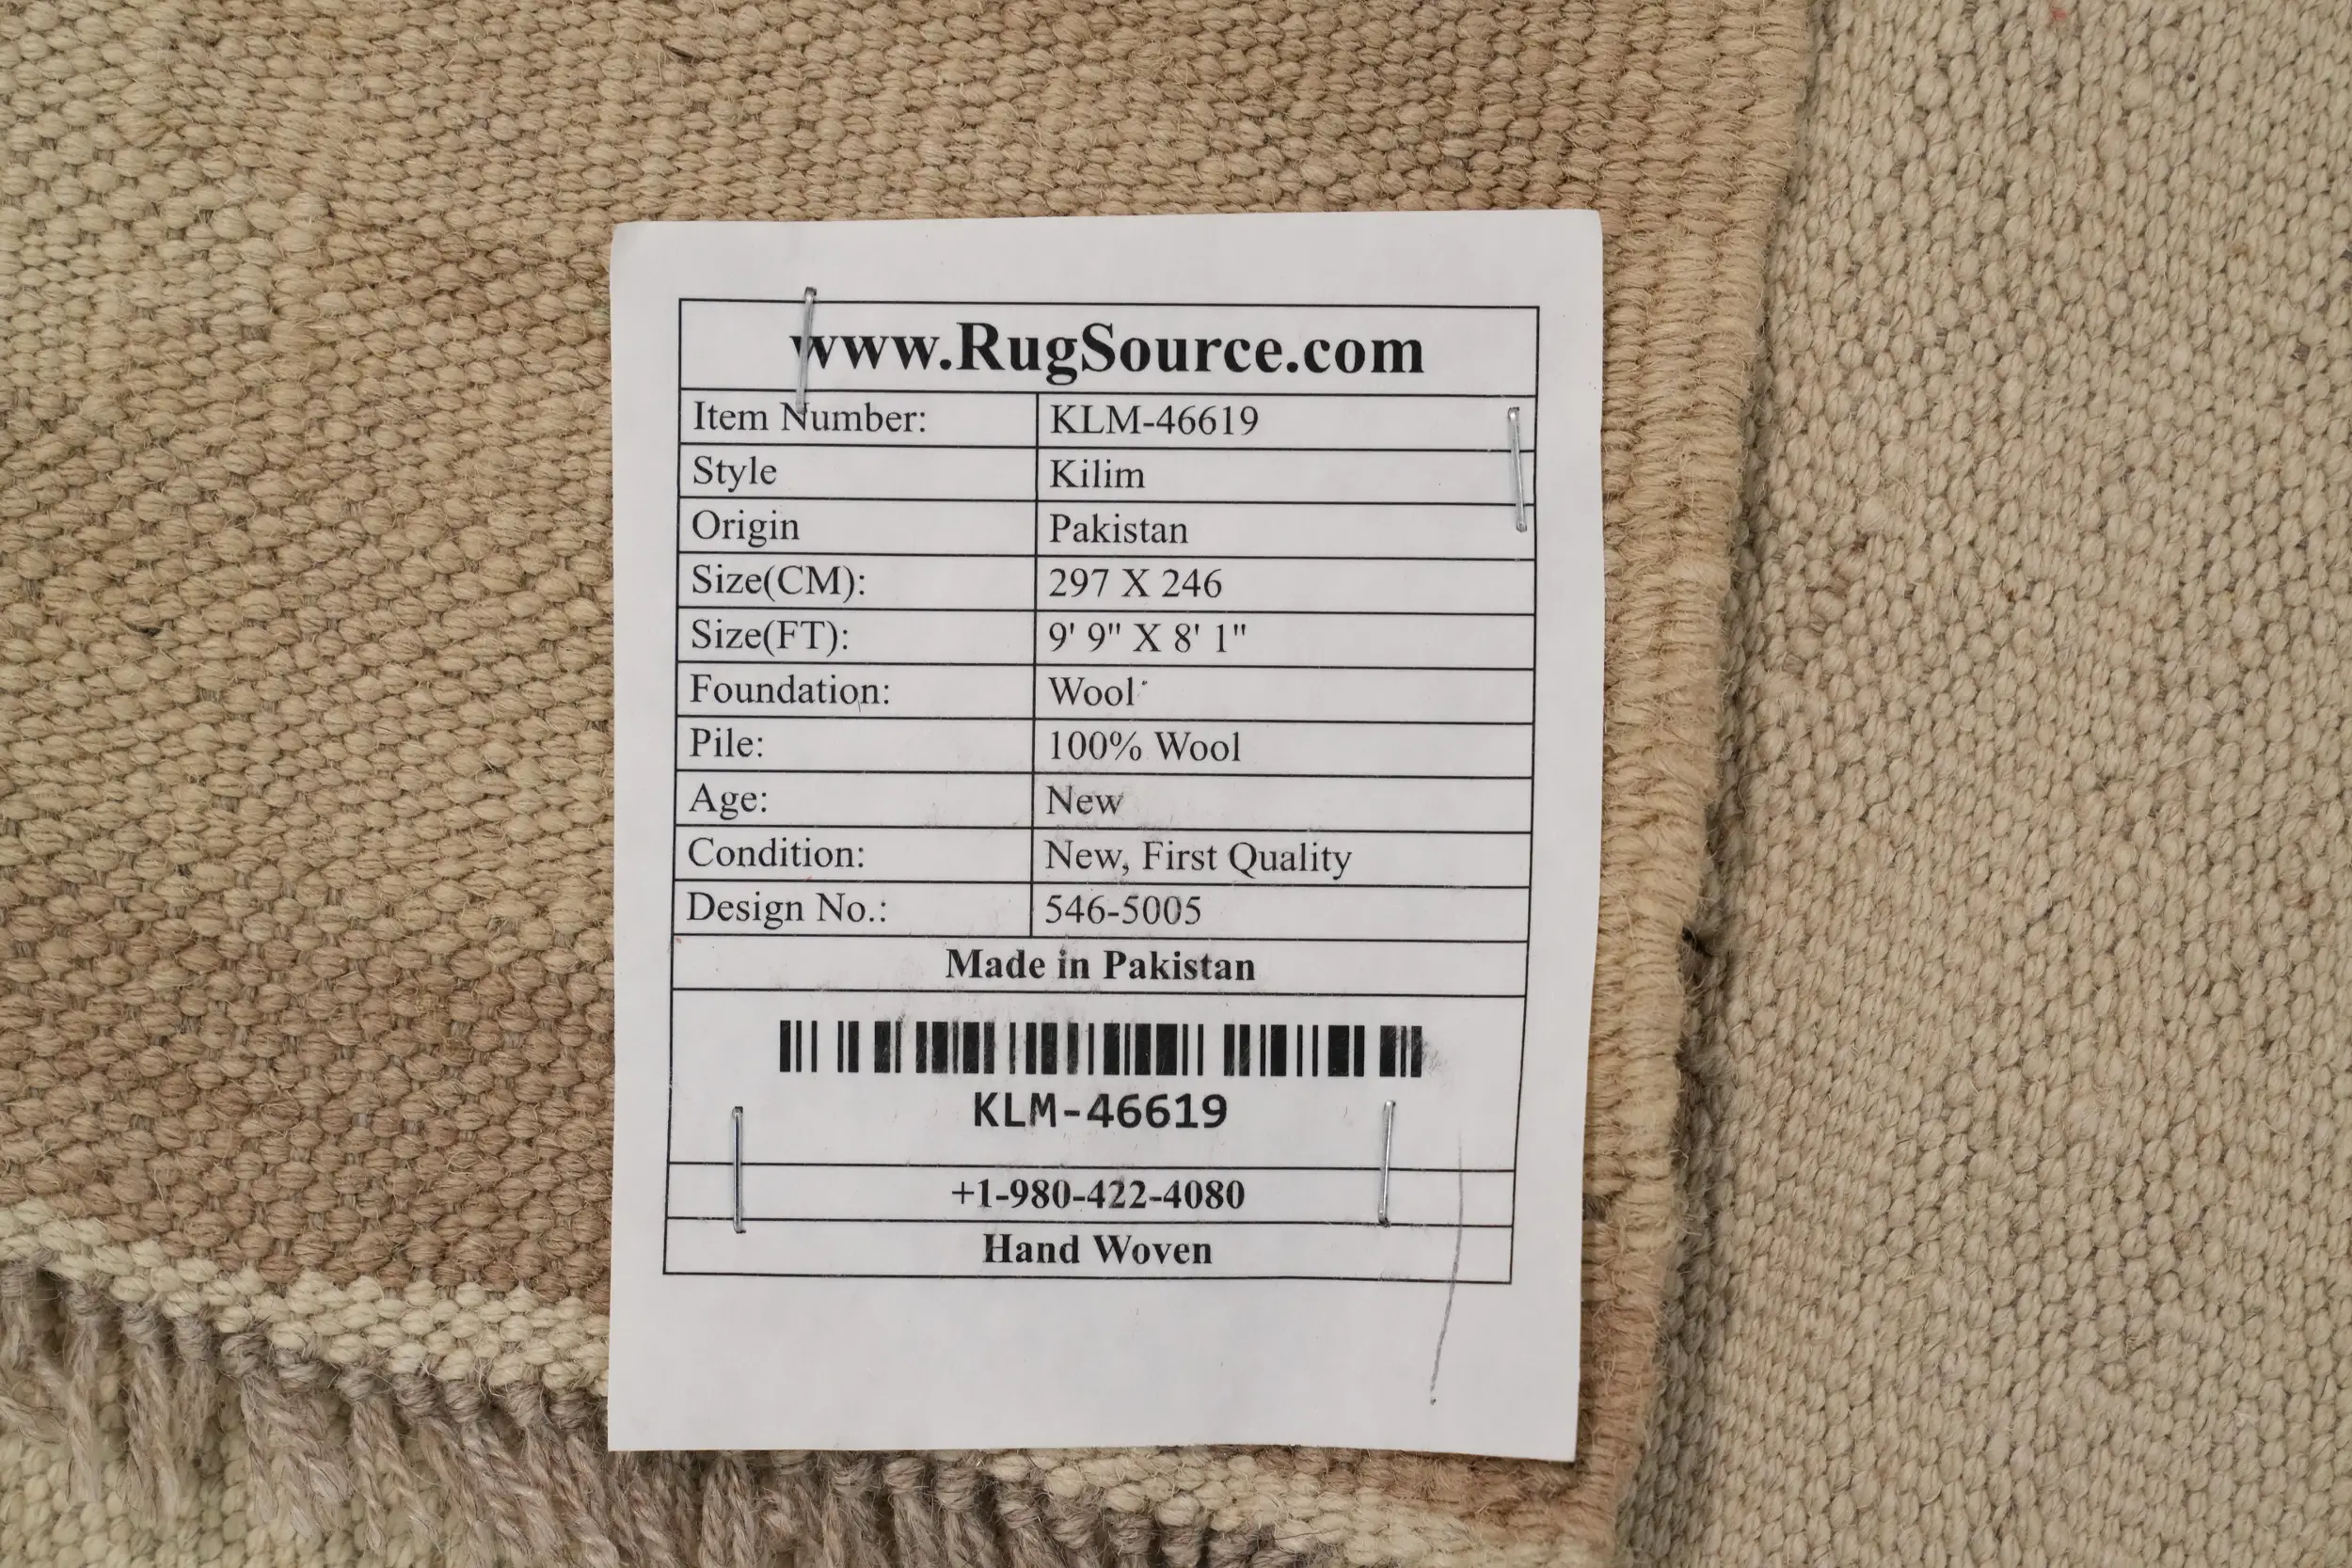 www.RugSource.com
Item Number: KLM-46619
Style Kilim
Origin Pakistan
Size(CM): 297 X 246
Size(FT): 9' 9" X 8' 1"
Foundation: Wool
Pile: 100% Wool
Age: New
Condition: New, First Quality
Design No.: 546-5005
Made in Pakistan
KLM-46619
+1-980-422-4080
Hand Woven